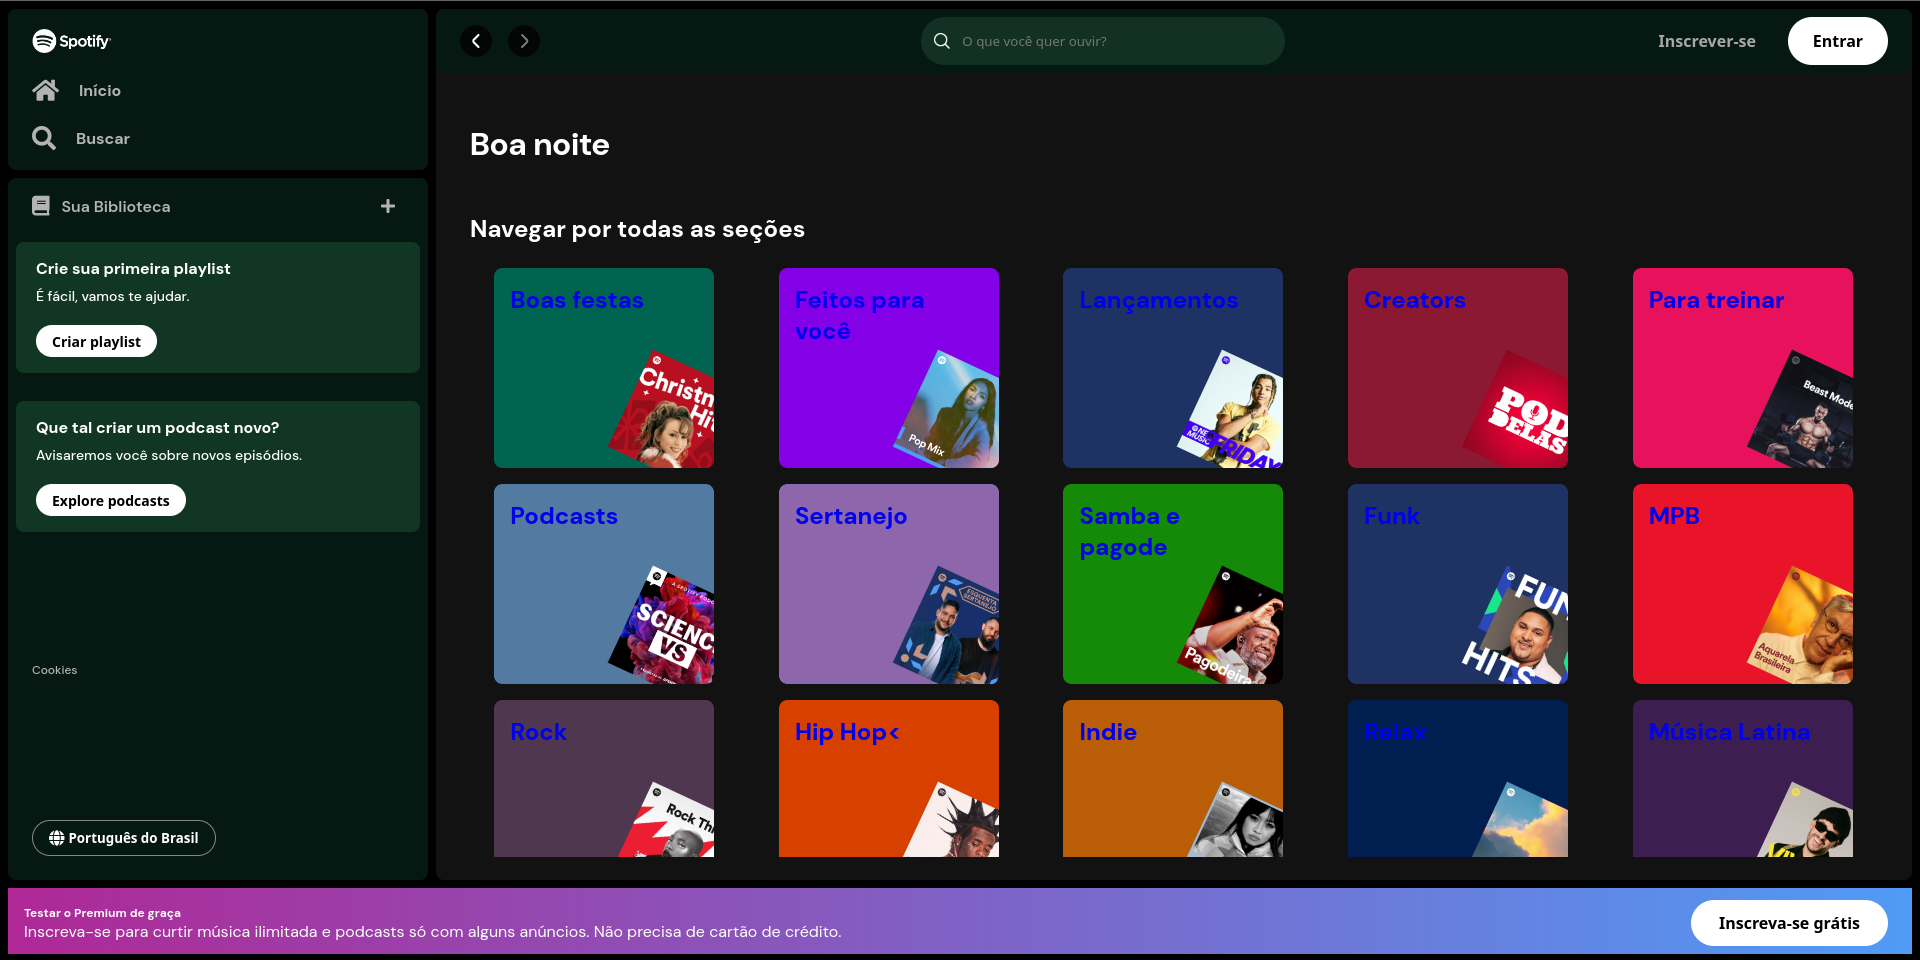 Spotify
Início
Buscar
Sua Biblioteca
Crie sua primeira playlist
É fácil, vamos te ajudar.
Criar playlist
Que tal criar um podcast novo?
Avisaremos você sobre novos episódios.
Explore podcasts
Cookies
Português do Brasil
O que você quer ouvir?
Inscrever-se
Entrar
Boa noite
Navegar por todas as seções
Boas festas
Feitos para
você
Pop Mix
Lançamentos
FRIDAY
Creators
POD
DELAS
Para treinar
Beast Mode
Podcasts
SCIENC
VS
Sertanejo
ESQUENTA
SERTANEJO
Samba e
pagode
Pagodeira
Funk
FUN
HITS
MPB
Aquarela
Brasileira
Rock
Rock Thi
Hip Hop<
Indie
Relax
Música Latina
Testar o Premium de graça
Inscreva-se para curtir música ilimitada e podcasts só com alguns anúncios. Não precisa de cartão de crédito.
Inscreva-se grátis